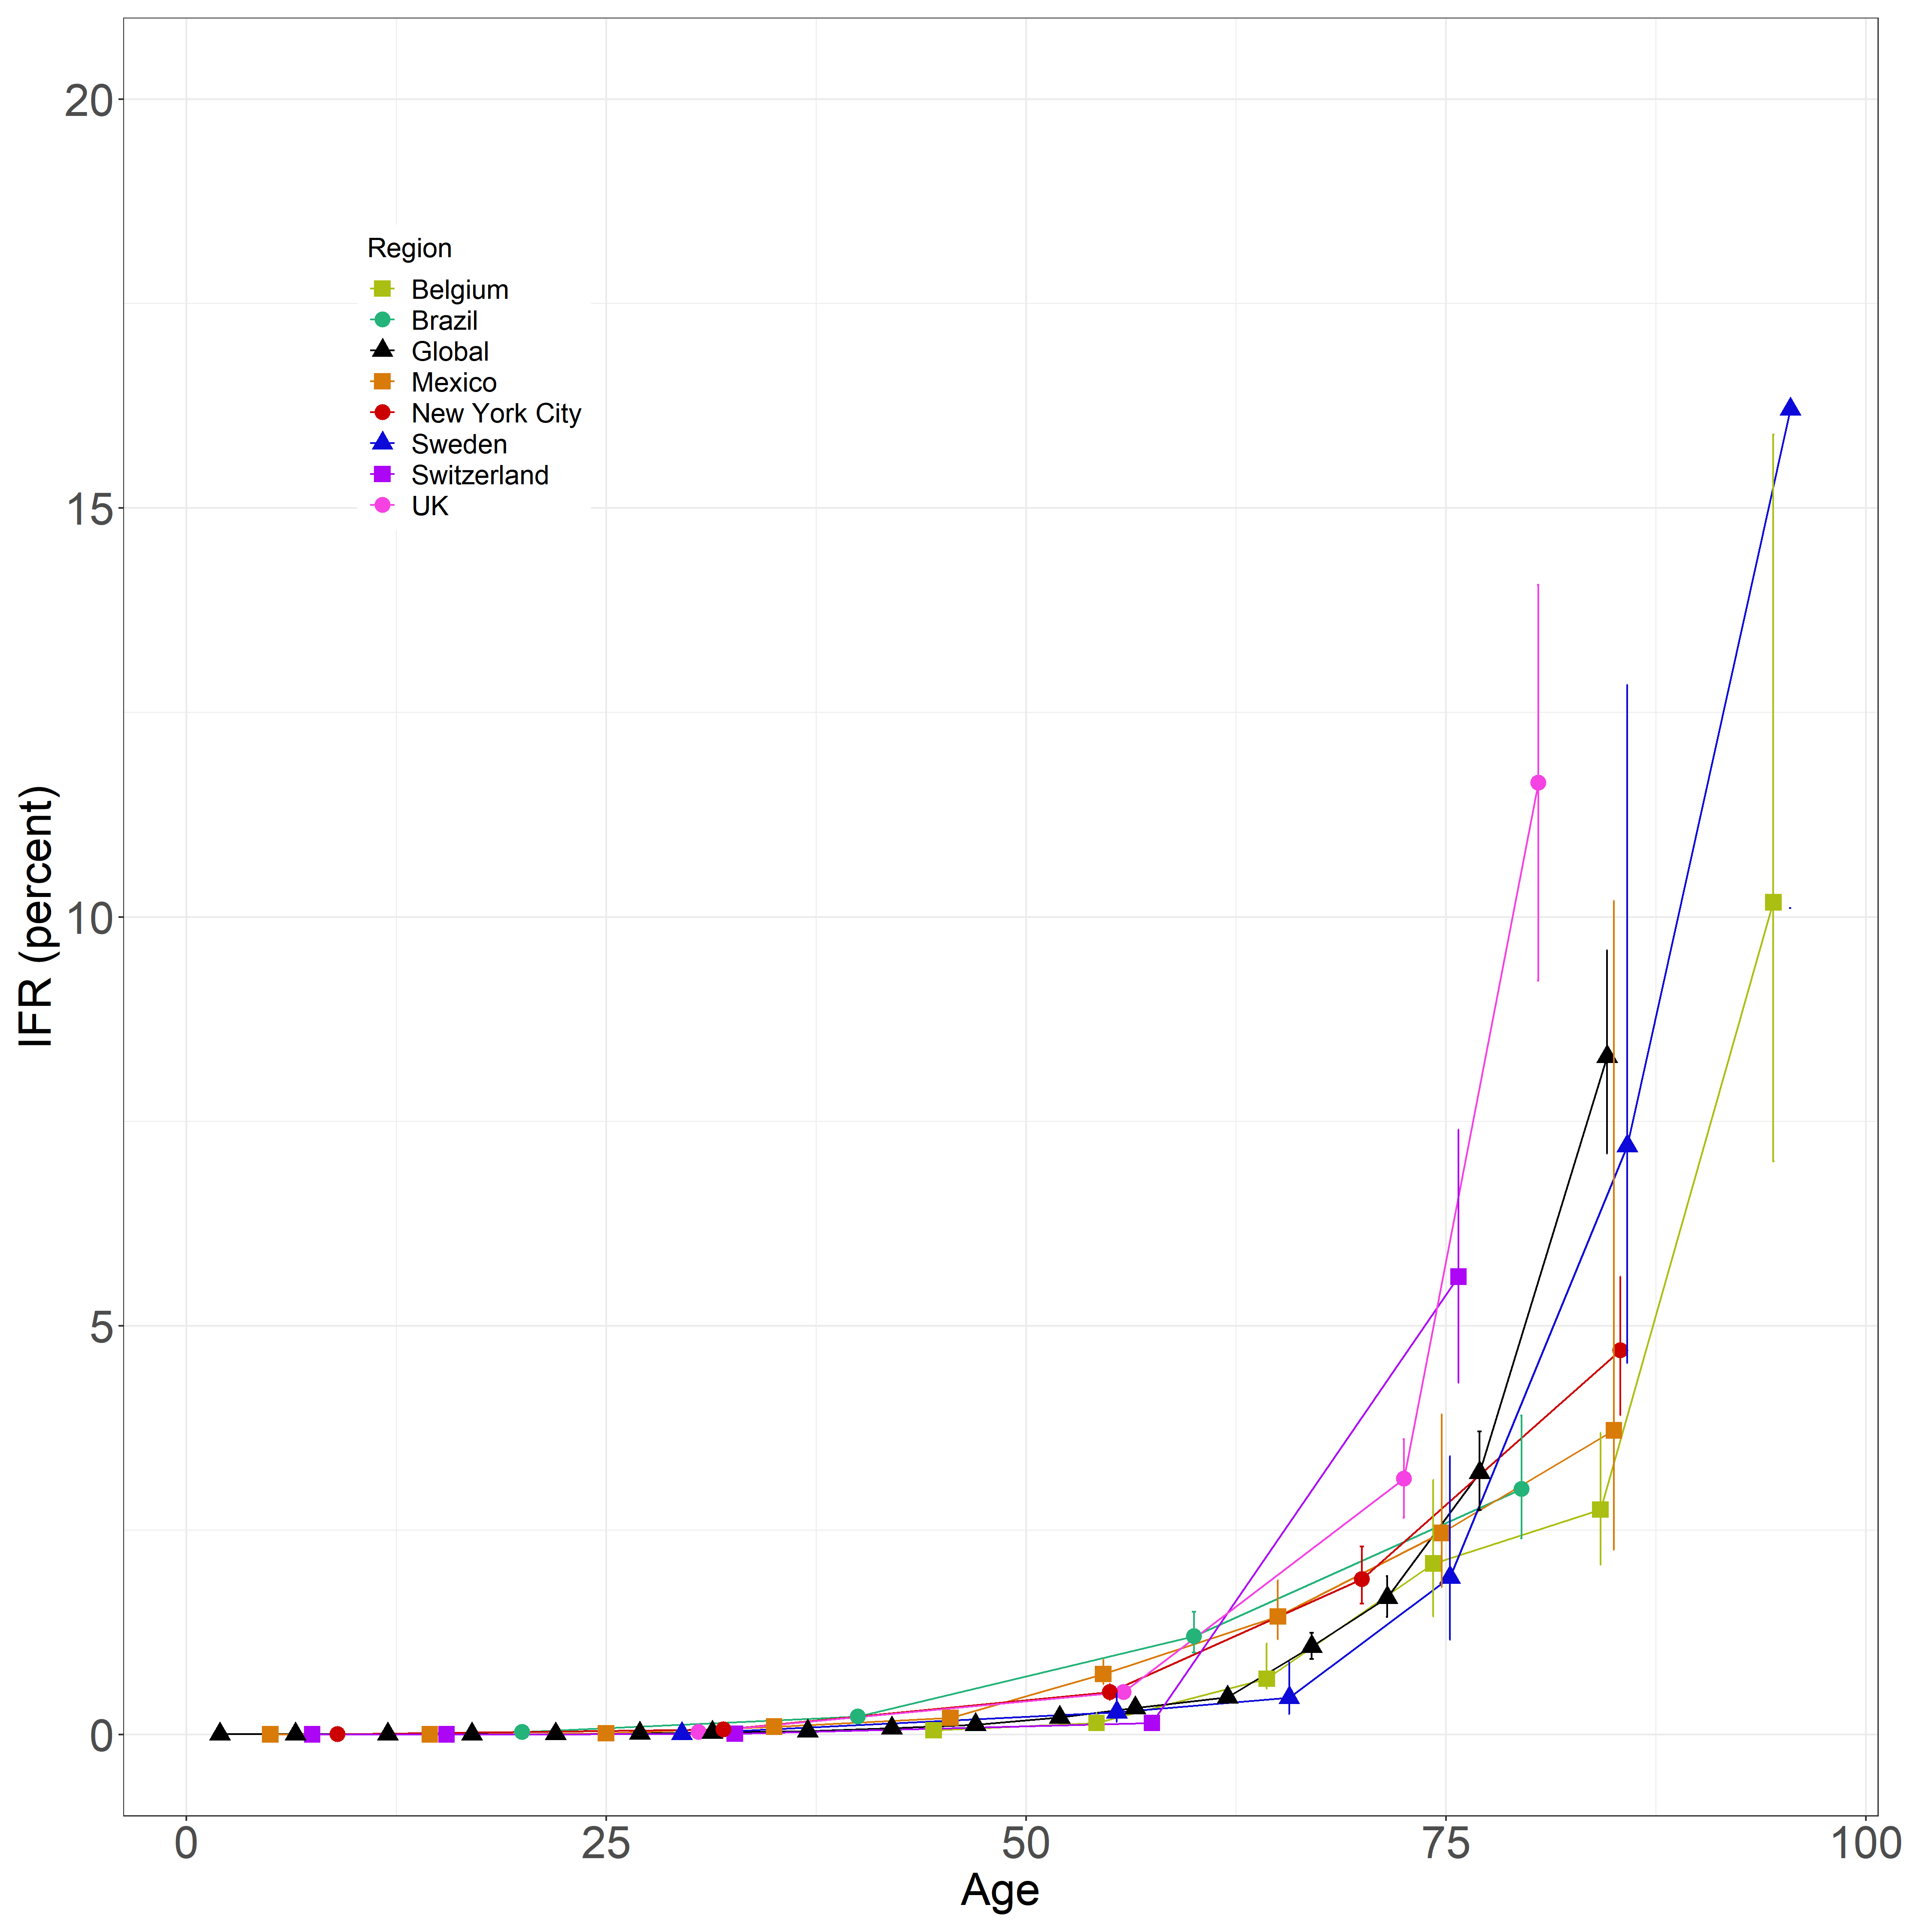 20
15
10
5
0
IFR (percent)
Region
Belgium
Brazil
Global
Mexico
New York City
Sweden
Switzerland
UK
0 25 50 75 100
Age